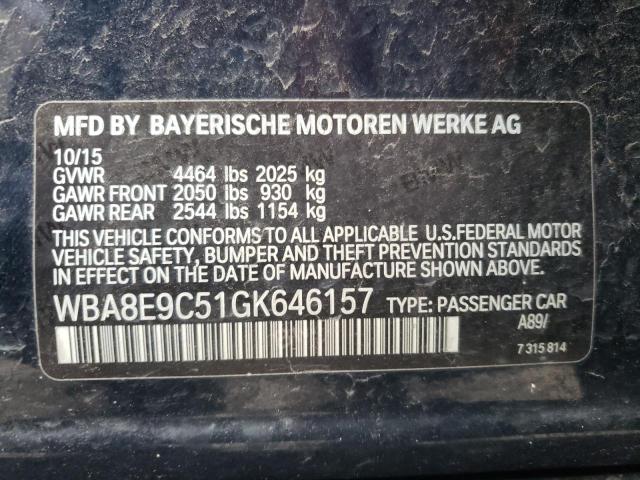 MFD BY BAYERISCHE MOTOREN WERKE AG
10/15
GVWR 4464 lbs 2025 kg
GAWR FRONT 2050 lbs 930 kg
GAWR REAR 2544 lbs 1154 kg
THIS VEHICLE CONFORMS TO ALL APPLICABLE U.S.FEDERAL MOTOR
VEHICLE SAFETY, BUMPER AND THEFT PREVENTION STANDARDS
IN EFFECT ON THE DATE OF MANUFACTURE SHOWN ABOVE.
WBA8E9C51GK646157 TYPE: PASSENGER CAR
A89/
7 315 814